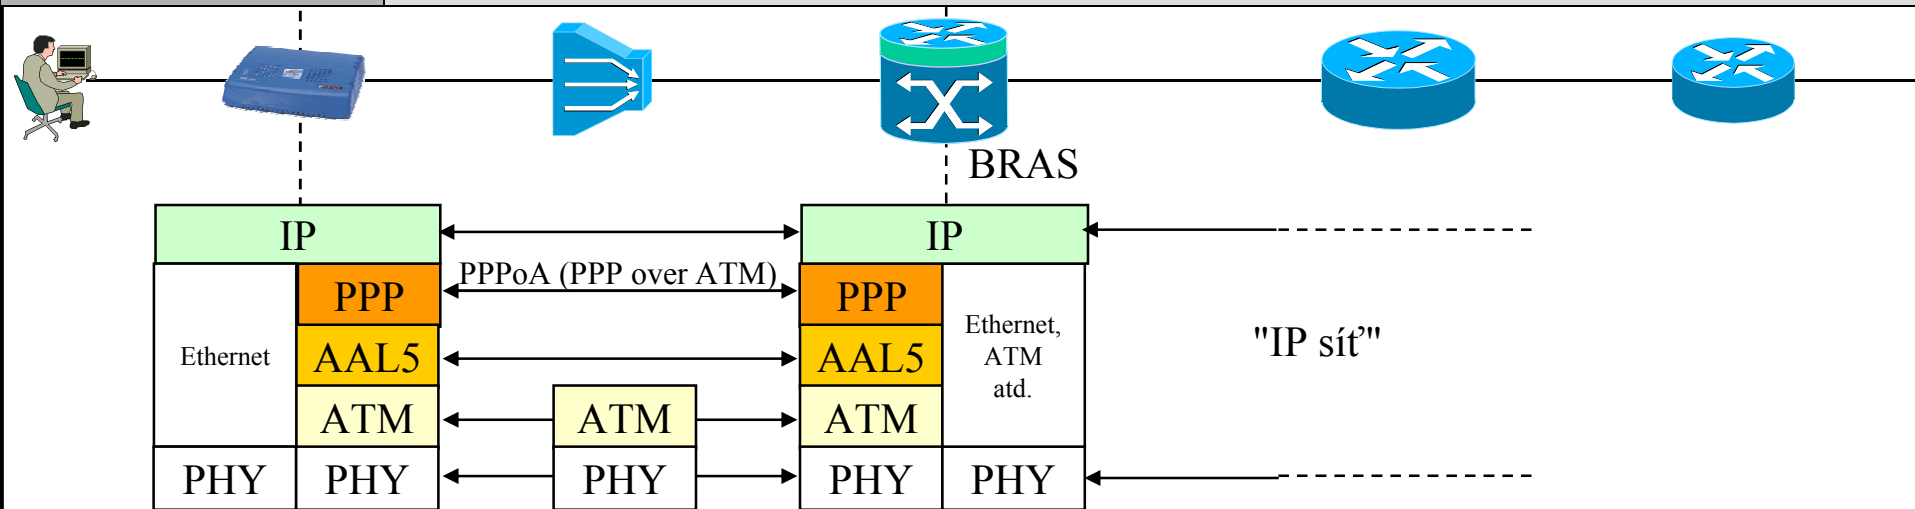 BRAS
IP
IP
PPPoA (PPP over ATM)
PPP
PPP
Ethernet
Ethernet,
ATM
atd.
"IP síť"
AAL5
AAL5
ATM
ATM
ATM
PHY
PHY
PHY
PHY
PHY